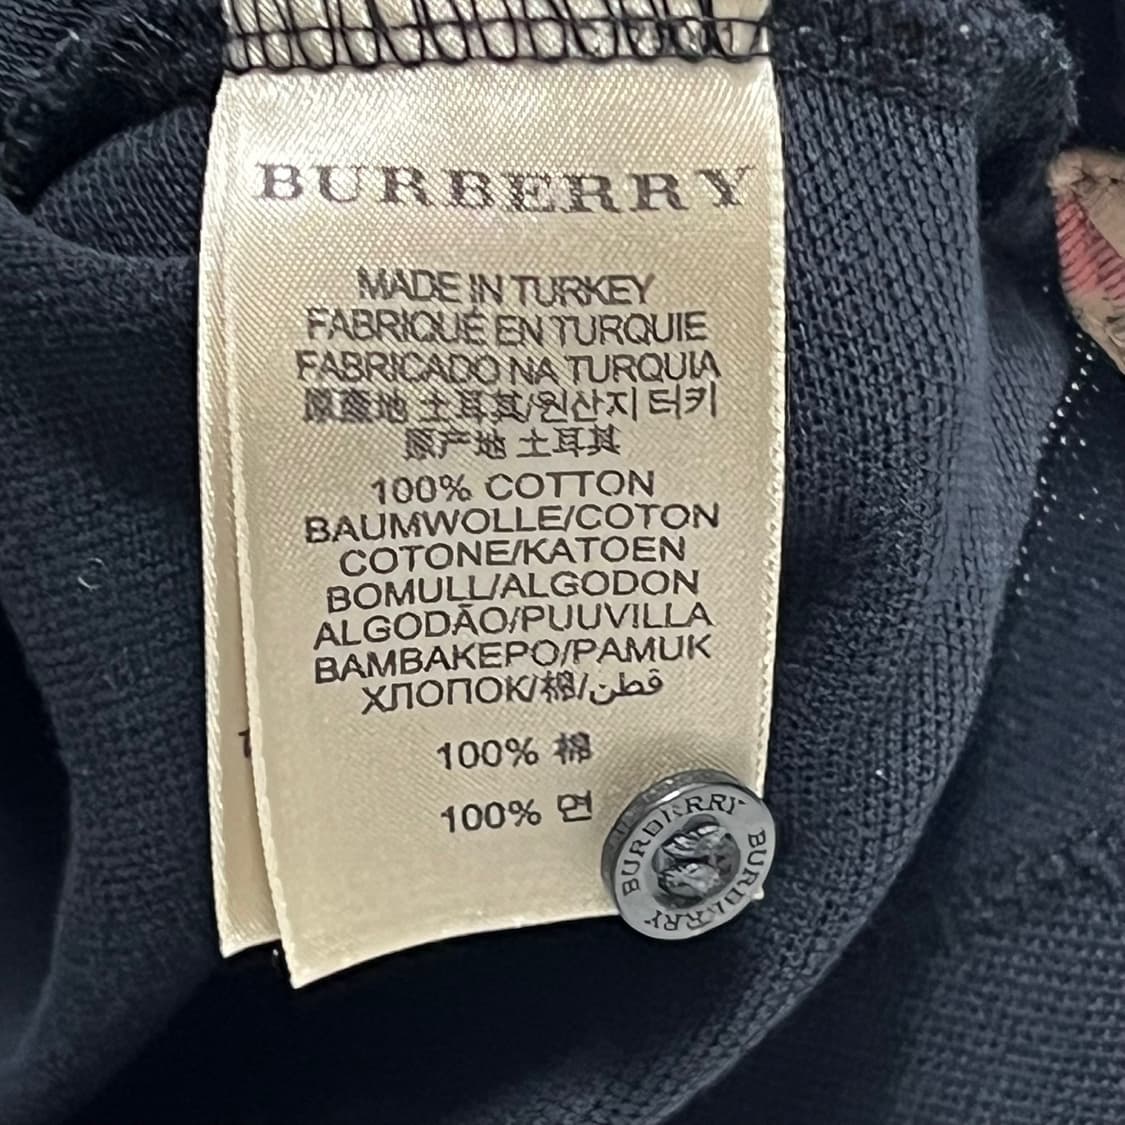 BURBERRY
MADE IN TURKEY
FABRIQUÉ EN TURQUIE
FABRICADO NA TURQUIA
原產地 土耳其/원산지 터키
原产地 土耳其
100% COTTON
BAUMWOLLE/COTON
COTONE/KATOEN
BOMULL/ALGODON
ALGODÃO/PUUVILLA
ΒΑΜΒΑΚΕΡΟ/PAMUK
ХЛОПОК/棉/قطن
100% 棉
100% 면
BURBERRY BURBERRY